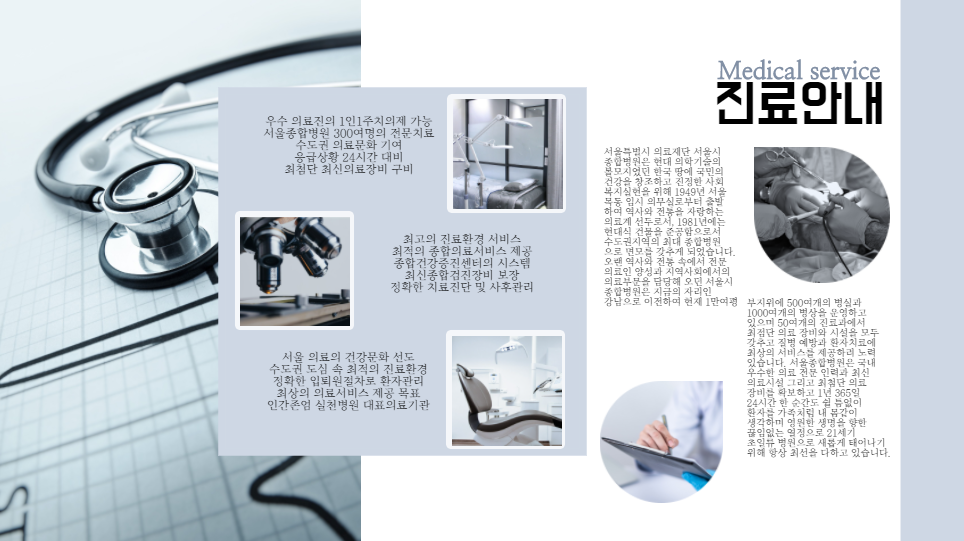 Medical service
진료안내
우수 의료진의 1인1주치의제 가능
서울종합병원 300여명의 전문치료
수도권 의료문화 기여
응급상황 24시간 대비
최첨단 최신의료장비 구비
최고의 진료환경 서비스
최적의 종합의료서비스 제공
종합건강증진센터의 시스템
최신종합검진장비 보장
정확한 치료진단 및 사후관리
서울 의료의 건강문화 선도
수도권 도심 속 최적의 진료환경
정확한 입퇴원절차로 환자관리
최상의 의료서비스 제공 목표
인간존엄 실천병원 대표의료기관
서울특별시 의료재단 서울시
종합병원은 현대 의학기술의
볼모지였던 한국 땅에 국민의
건강을 창조하고 진정한 사회
복지실현을 위해 1949년 서울
목동 임시 의무실로부터 출발
하여 역사와 전통을 자랑하는
의료계 선두로서, 1981년에는
현대식 건물을 준공함으로서
수도권지역의 최대 종합병원
으로 면모를 갖추게 되었습니다.
오랜 역사와 전통 속에서 전문
의료인 양성과 지역사회에서의
의료부문을 담당해 오던 서울시
종합병원은 지금의 자리인
강남으로 이전하여 현재 1만여평
부지위에 500여개의 병실과
1000여개의 병상을 운영하고
있으며 50여개의 진료과에서
최첨단 의료 장비와 시설을 모두
갖추고 질병 예방과 환자치료에
최상의 서비스를 제공하려 노력
있습니다. 서울종합병원은 국내
우수한 의료 전문 인력과 최신
의료시설 그리고 최첨단 의료
장비를 확보하고 1년 365일
24시간 한 순간도 쉴 틈없이
환자를 가족처럼 내 몸같이
생각하며 영원한 생명을 향한
끊임없는 열정으로 21세기
초일류 병원으로 새롭게 태어나기
위해 항상 최선을 다하고 있습니다.